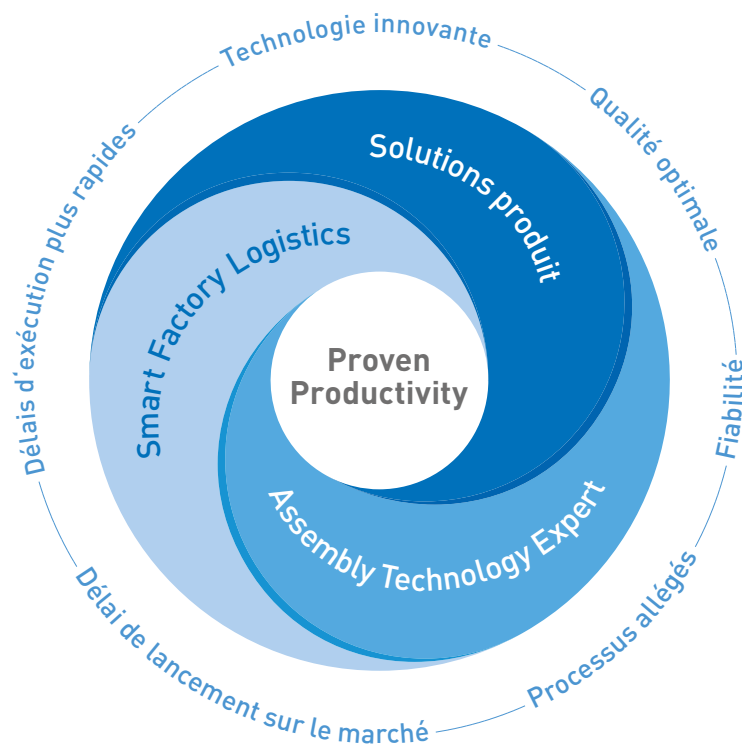 Technologie innovante
Qualité optimale
Fiabilité
Processus allégés
Délai de lancement sur le marché
Délais d‘exécution plus rapides
Solutions produit
Smart Factory Logistics
Assembly Technology Expert
Proven
Productivity